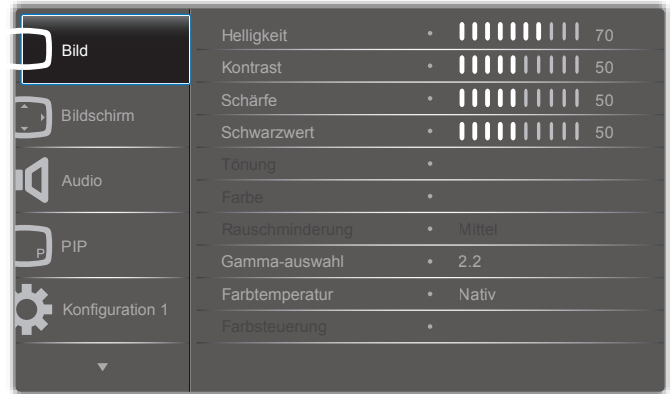 Bild
Bildschirm
Audio
P PIP
Konfiguration 1
Helligkeit • 70
Kontrast • 50
Schärfe • 50
Schwarzwert • 50
Tönung •
Farbe •
Rauschminderung • Mittel
Gamma-auswahl • 2.2
Farbtemperatur • Nativ
Farbsteuerung •